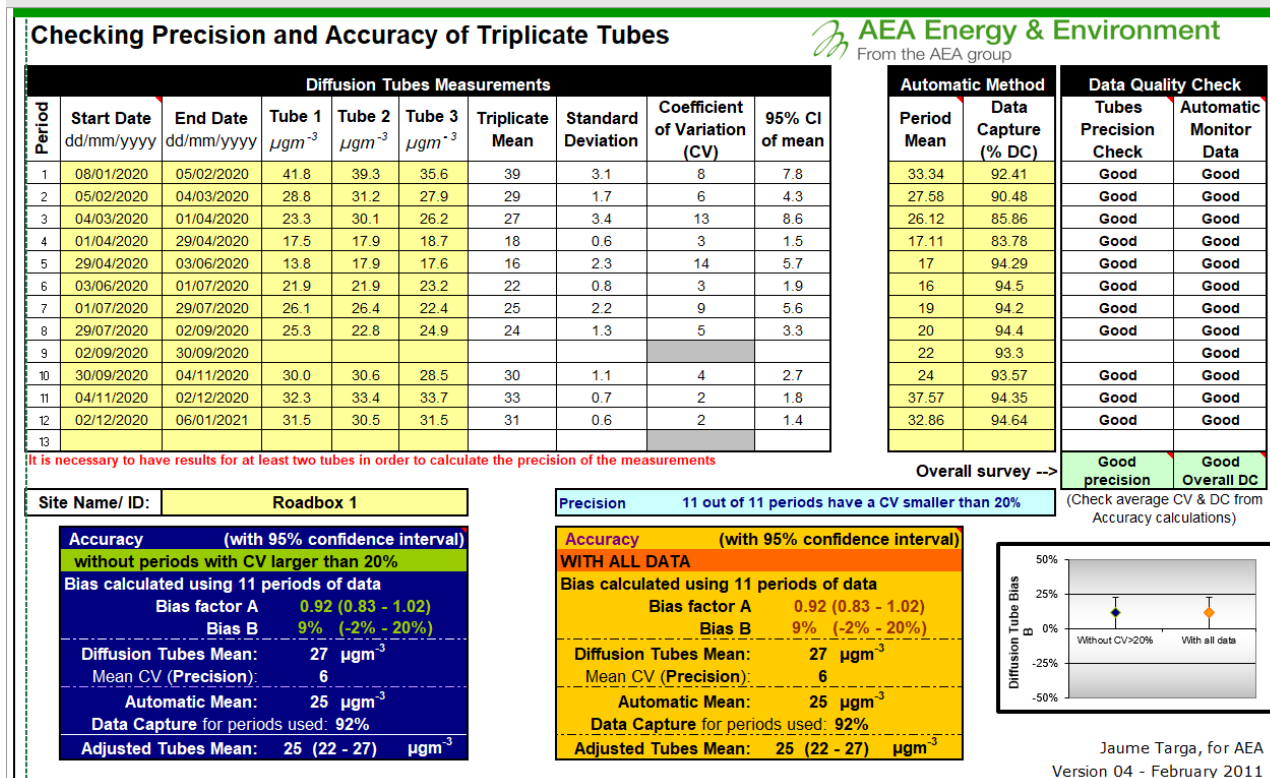 Checking Precision and Accuracy of Triplicate Tubes
AEA Energy & Environment
From the AEA group
Diffusion Tubes Measurements
Automatic Method
Data Quality Check
Period Start Date dd/mm/yyyy End Date dd/mm/yyyy Tube 1 µgm-3 Tube 2 µgm-3 Tube 3 µgm-3 Triplicate Mean Standard Deviation Coefficient of Variation (CV) 95% CI of mean Period Mean Data Capture (% DC) Tubes Precision Check Automatic Monitor Data
1 08/01/2020 05/02/2020 41.8 39.3 35.6 39 3.1 8 7.8 33.34 92.41 Good Good
2 05/02/2020 04/03/2020 28.8 31.2 27.9 29 1.7 6 4.3 27.58 90.48 Good Good
3 04/03/2020 01/04/2020 23.3 30.1 26.2 27 3.4 13 8.6 26.12 85.86 Good Good
4 01/04/2020 29/04/2020 17.5 17.9 18.7 18 0.6 3 1.5 17.11 83.78 Good Good
5 29/04/2020 03/06/2020 13.8 17.9 17.6 16 2.3 14 5.7 17 94.29 Good Good
6 03/06/2020 01/07/2020 21.9 21.9 23.2 22 0.8 3 1.9 16 94.5 Good Good
7 01/07/2020 29/07/2020 26.1 26.4 22.4 25 2.2 9 5.6 19 94.2 Good Good
8 29/07/2020 02/09/2020 25.3 22.8 24.9 24 1.3 5 3.3 20 94.4 Good Good
9 02/09/2020 30/09/2020 22 93.3 Good
10 30/09/2020 04/11/2020 30.0 30.6 28.5 30 1.1 4 2.7 24 93.57 Good Good
11 04/11/2020 02/12/2020 32.3 33.4 33.7 33 0.7 2 1.8 37.57 94.35 Good Good
12 02/12/2020 06/01/2021 31.5 30.5 31.5 31 0.6 2 1.4 32.86 94.64 Good Good
13
It is necessary to have results for at least two tubes in order to calculate the precision of the measurements
Overall survey --> Good precision Good Overall DC
(Check average CV & DC from Accuracy calculations)
Site Name/ ID: Roadbox 1
Precision 11 out of 11 periods have a CV smaller than 20%
Accuracy (with 95% confidence interval)
without periods with CV larger than 20%
Bias calculated using 11 periods of data
Bias factor A 0.92 (0.83 - 1.02)
Bias B 9% (-2% - 20%)
Diffusion Tubes Mean: 27 µgm-3
Mean CV (Precision): 6
Automatic Mean: 25 µgm-3
Data Capture for periods used: 92%
Adjusted Tubes Mean: 25 (22 - 27) µgm-3
Accuracy (with 95% confidence interval)
WITH ALL DATA
Bias calculated using 11 periods of data
Bias factor A 0.92 (0.83 - 1.02)
Bias B 9% (-2% - 20%)
Diffusion Tubes Mean: 27 µgm-3
Mean CV (Precision): 6
Automatic Mean: 25 µgm-3
Data Capture for periods used: 92%
Adjusted Tubes Mean: 25 (22 - 27) µgm-3
Diffusion Tube Bias B
50%
25%
0%
-25%
-50%
Without CV>20% With all data
Jaume Targa, for AEA
Version 04 - February 2011